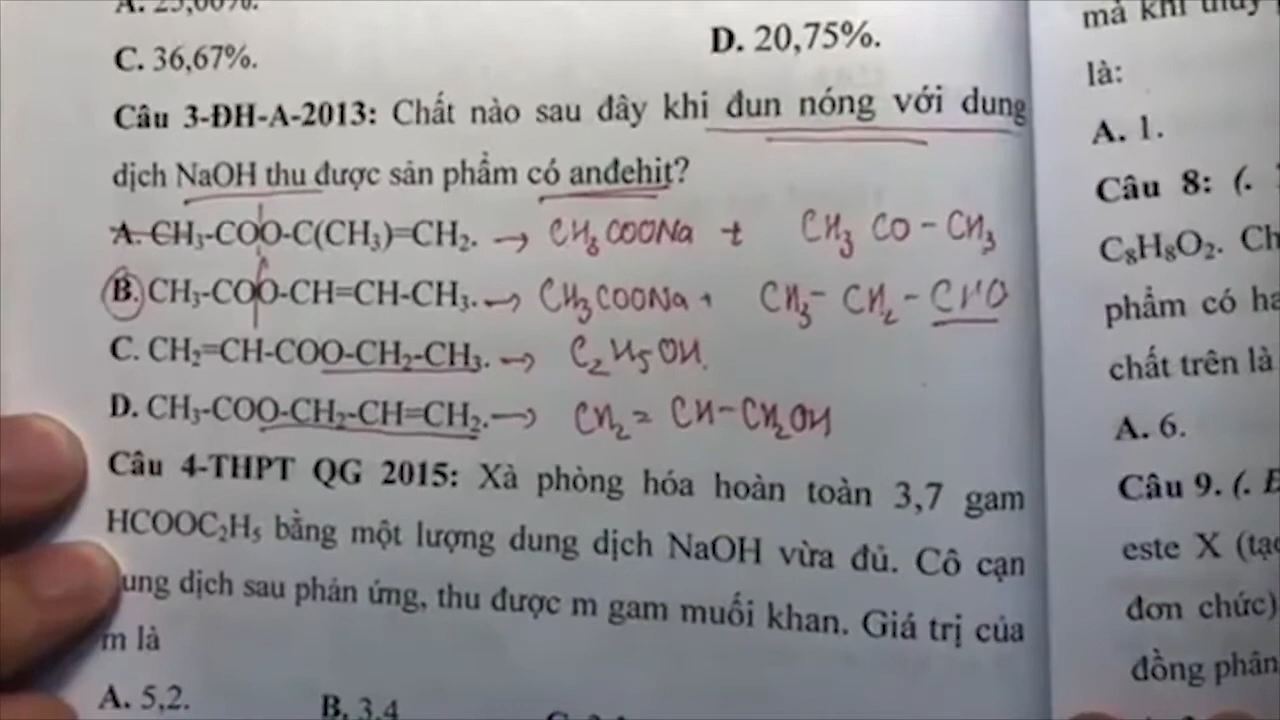 A. 25,00%.
C. 36,67%.
D. 20,75%.
Câu 3-ĐH-A-2013: Chất nào sau đây khi đun nóng với dung
dịch NaOH thu được sản phẩm có anđehit?
A. CH₃-COO-C(CH₃)=CH₂. → CH₃COONa + CH₃CO-CH₃
B. CH₃-COO-CH=CH-CH₃. → CH₃COONa + CH₃-CH₂-CHO
C. CH₂=CH-COO-CH₂-CH₃. → C₂H₅OH.
D. CH₃-COO-CH₂-CH=CH₂. → CH₂=CH-CH₂OH
Câu 4-THPT QG 2015: Xà phòng hóa hoàn toàn 3,7 gam
HCOOC₂H₅ bằng một lượng dung dịch NaOH vừa đủ. Cô cạn
ung dịch sau phản ứng, thu được m gam muối khan. Giá trị của
m là
A. 5,2.
B. 3,4
mà khi thủy
là:
A. 1.
Câu 8: (.
C₈H₈O₂. Ch
phẩm có ha
chất trên là
A. 6.
Câu 9. (. E
este X (tạo
đơn chức)
đồng phân